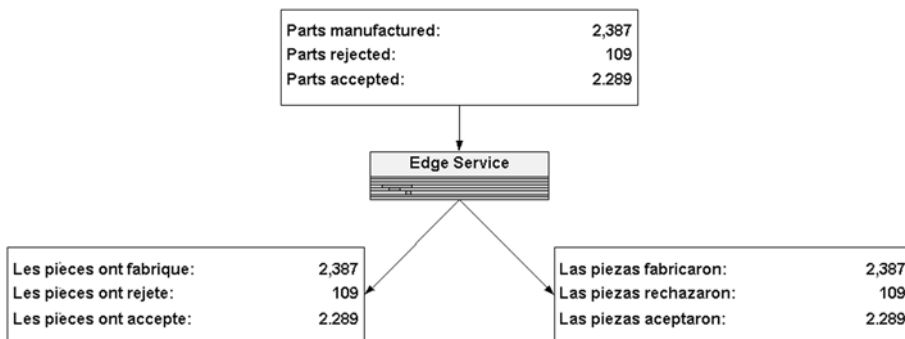 Parts manufactured: 2,387
Parts rejected: 109
Parts accepted: 2.289
Edge Service
Les pieces ont fabrique: 2,387
Les pieces ont rejete: 109
Les pieces ont accepte: 2.289
Las piezas fabricaron: 2,387
Las piezas rechazaron: 109
Las piezas aceptaron: 2.289